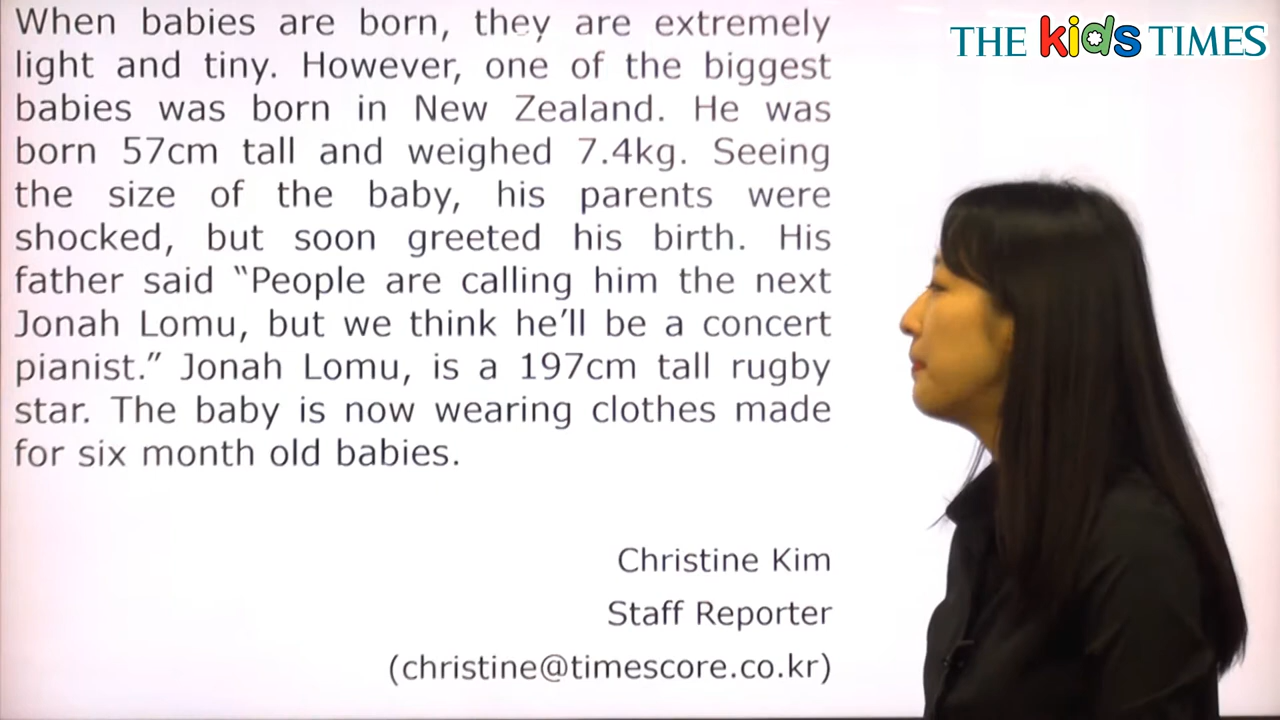 THE kids TIMES
When babies are born, they are extremely
light and tiny. However, one of the biggest
babies was born in New Zealand. He was
born 57cm tall and weighed 7.4kg. Seeing
the size of the baby, his parents were
shocked, but soon greeted his birth. His
father said “People are calling him the next
Jonah Lomu, but we think he’ll be a concert
pianist.” Jonah Lomu, is a 197cm tall rugby
star. The baby is now wearing clothes made
for six month old babies.
Christine Kim
Staff Reporter
(christine@timescore.co.kr)